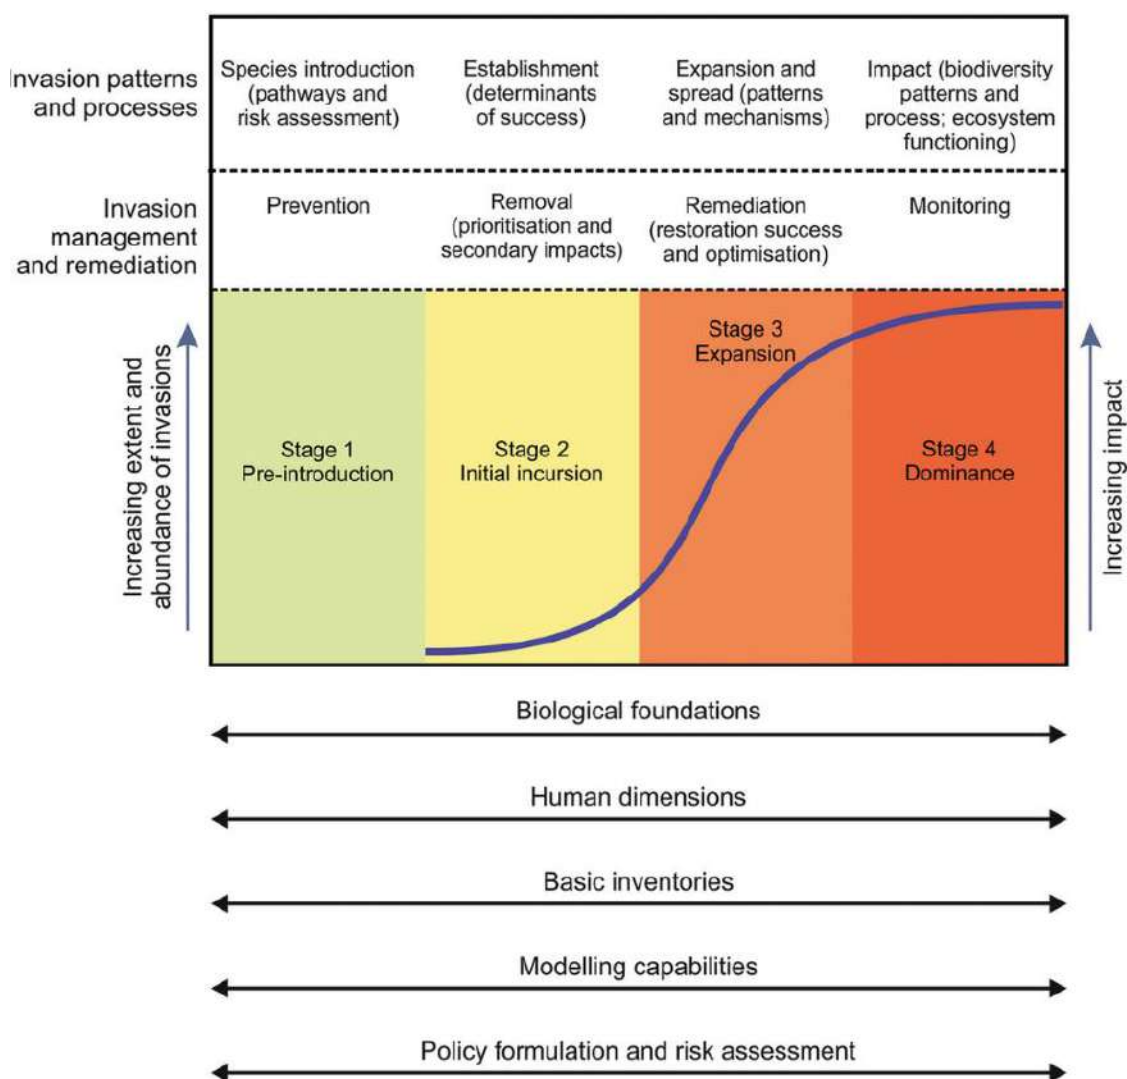 Invasion patterns
and processes
Species introduction
(pathways and
risk assessment)
Establishment
(determinants
of success)
Expansion and
spread (patterns
and mechanisms)
Impact (biodiversity
patterns and
process; ecosystem
functioning)
Invasion
management
and remediation
Prevention
Removal
(prioritisation and
secondary impacts)
Remediation
(restoration success
and optimisation)
Monitoring
Increasing extent and
abundance of invasions
Stage 1
Pre-introduction
Stage 2
Initial incursion
Stage 3
Expansion
Stage 4
Dominance
Increasing impact
Biological foundations
Human dimensions
Basic inventories
Modelling capabilities
Policy formulation and risk assessment